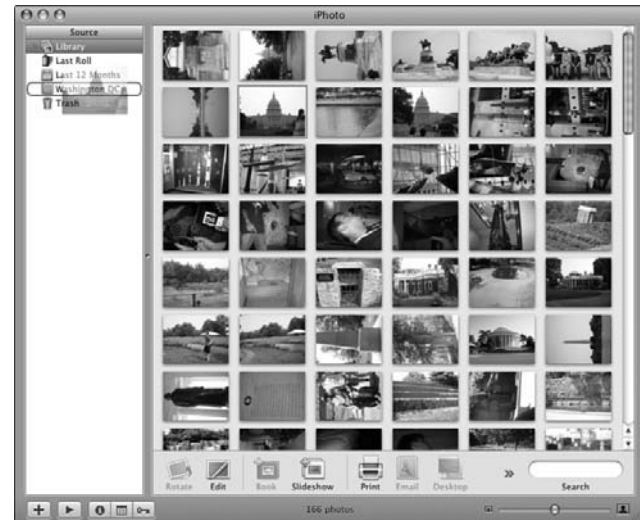 iPhoto
Source
Library
Last Roll
Last 12 Months
Washington DC
Trash
Rotate
Edit
Book
Slideshow
Print
Email
Desktop
»
Search
166 photos